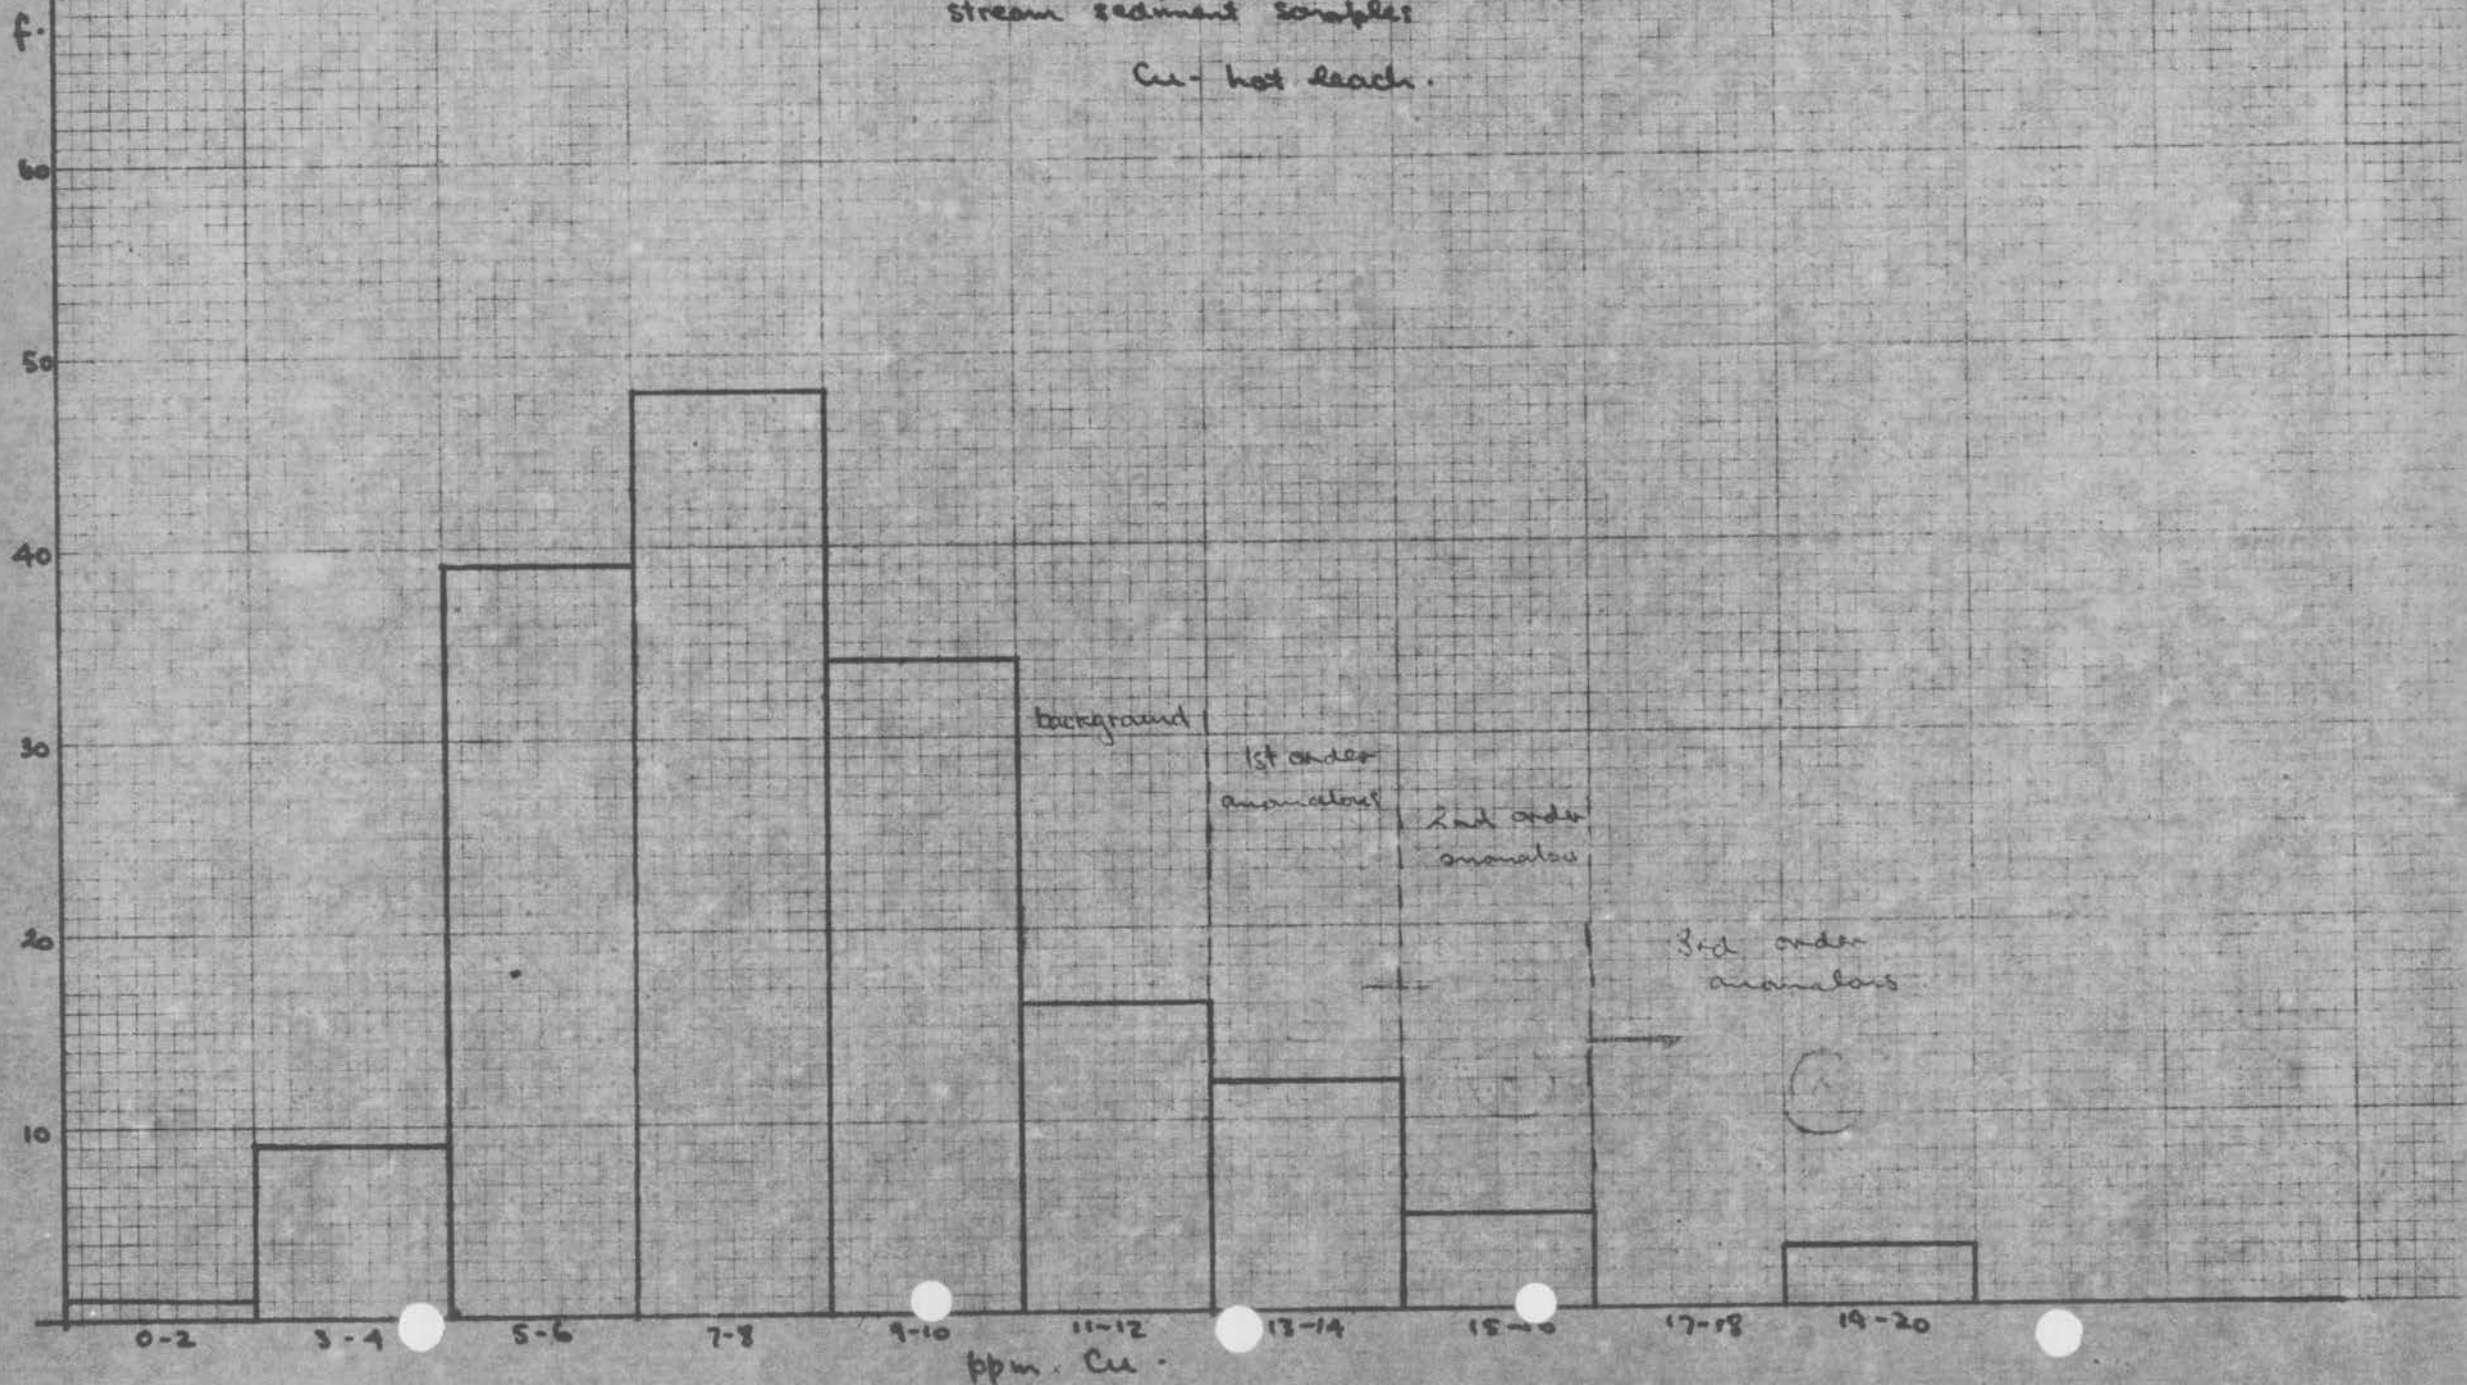 stream sediment samples
f.
Cu - hot leach.
60
50
40
30
20
10
background
1st order
anomalous
2nd order
anomalou
3rd order
anomalous
0-2 3-4 5-6 7-8 9-10 11-12 13-14 17-18 19-20
ppm. Cu.